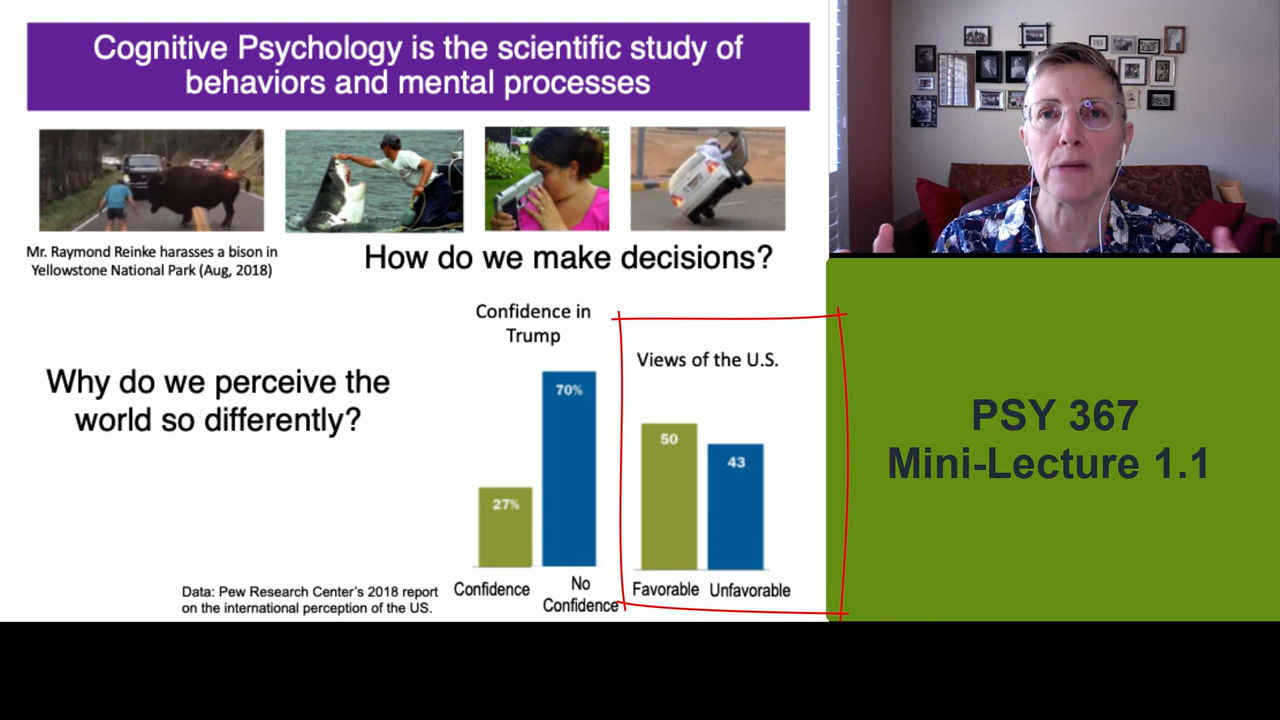 Cognitive Psychology is the scientific study of
behaviors and mental processes
Mr. Raymond Reinke harasses a bison in
Yellowstone National Park (Aug, 2018)
How do we make decisions?
Why do we perceive the
world so differently?
Confidence in
Trump
70%
27%
Confidence
No
Confidence
Views of the U.S.
50
43
Favorable
Unfavorable
Data: Pew Research Center's 2018 report
on the international perception of the US.
PSY 367
Mini-Lecture 1.1